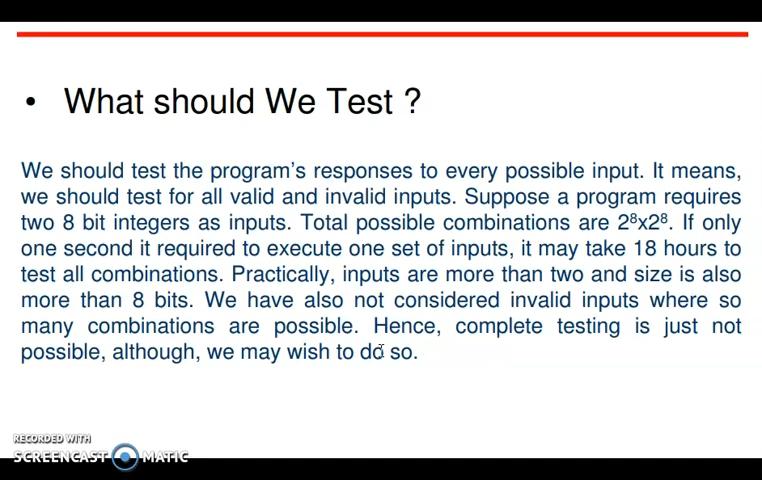 • What should We Test ?
We should test the program's responses to every possible input. It means,
we should test for all valid and invalid inputs. Suppose a program requires
two 8 bit integers as inputs. Total possible combinations are 2⁸x2⁸. If only
one second it required to execute one set of inputs, it may take 18 hours to
test all combinations. Practically, inputs are more than two and size is also
more than 8 bits. We have also not considered invalid inputs where so
many combinations are possible. Hence, complete testing is just not
possible, although, we may wish to do so.
RECORDED WITH
SCREENCAST MATIC